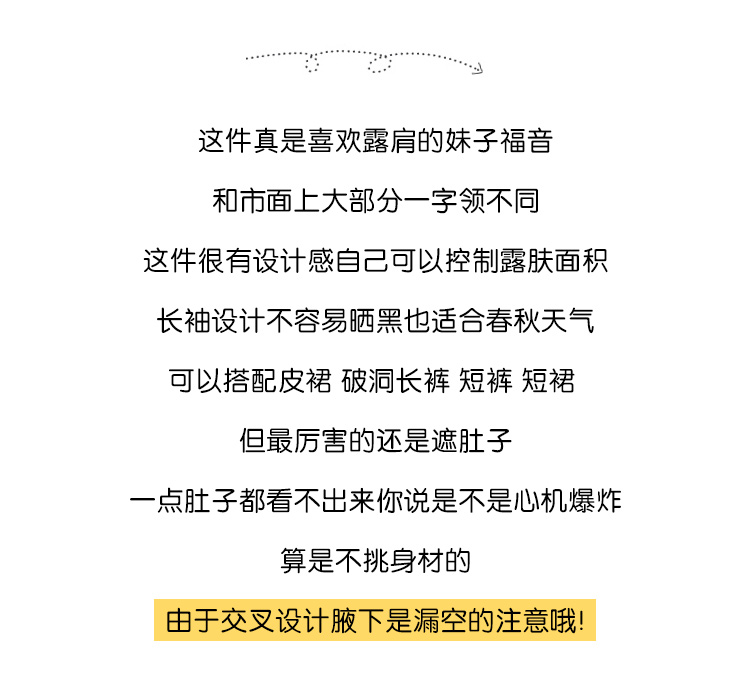 这件真是喜欢露肩的妹子福音
和市面上大部分一字领不同
这件很有设计感自己可以控制露肤面积
长袖设计不容易晒黑也适合春秋天气
可以搭配皮裙 破洞长裤 短裤 短裙
但最厉害的还是遮肚子
一点肚子都看不出来你说是不是心机爆炸
算是不挑身材的
由于交叉设计腋下是漏空的注意哦!